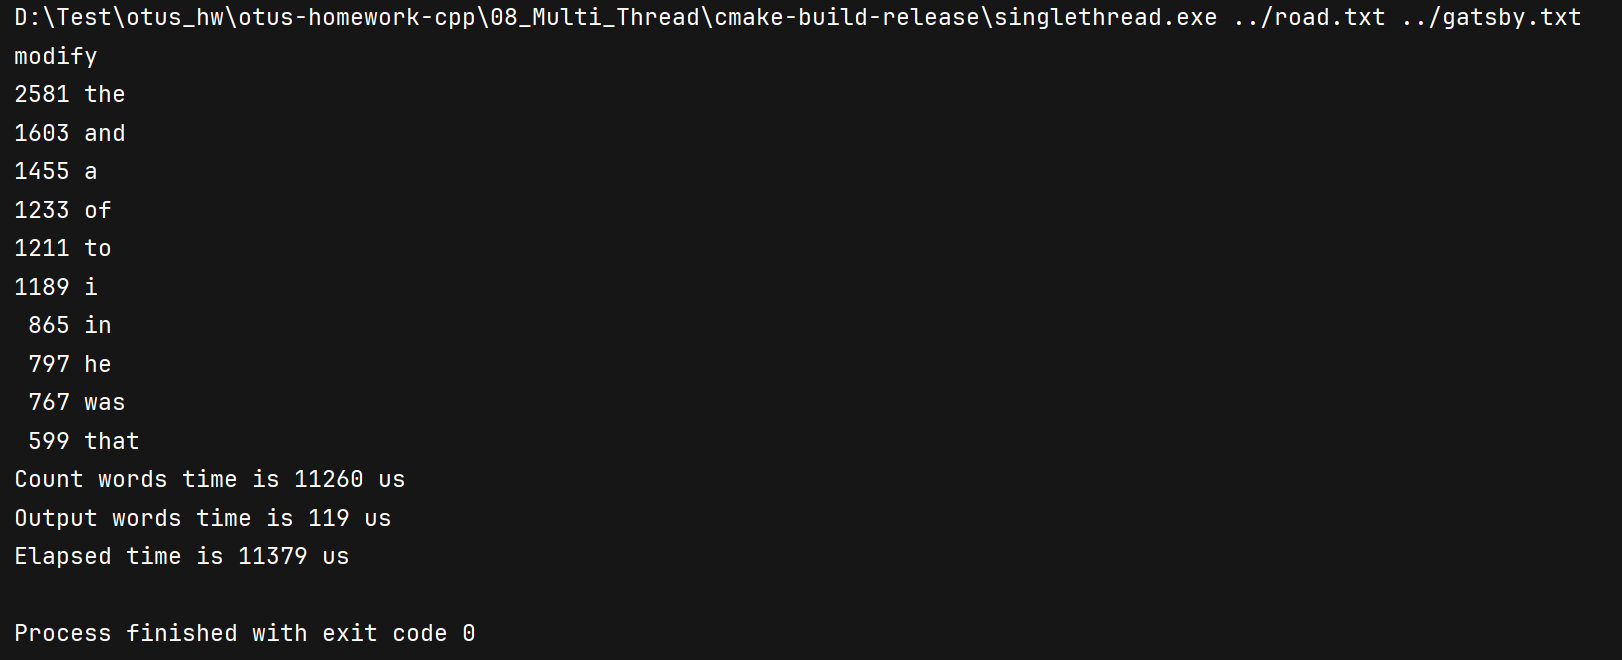 D:\Test\otus_hw\otus-homework-cpp\08_Multi_Thread\cmake-build-release\singlethread.exe ../road.txt ../gatsby.txt
modify
2581 the
1603 and
1455 a
1233 of
1211 to
1189 i
 865 in
 797 he
 767 was
 599 that
Count words time is 11260 us
Output words time is 119 us
Elapsed time is 11379 us

Process finished with exit code 0